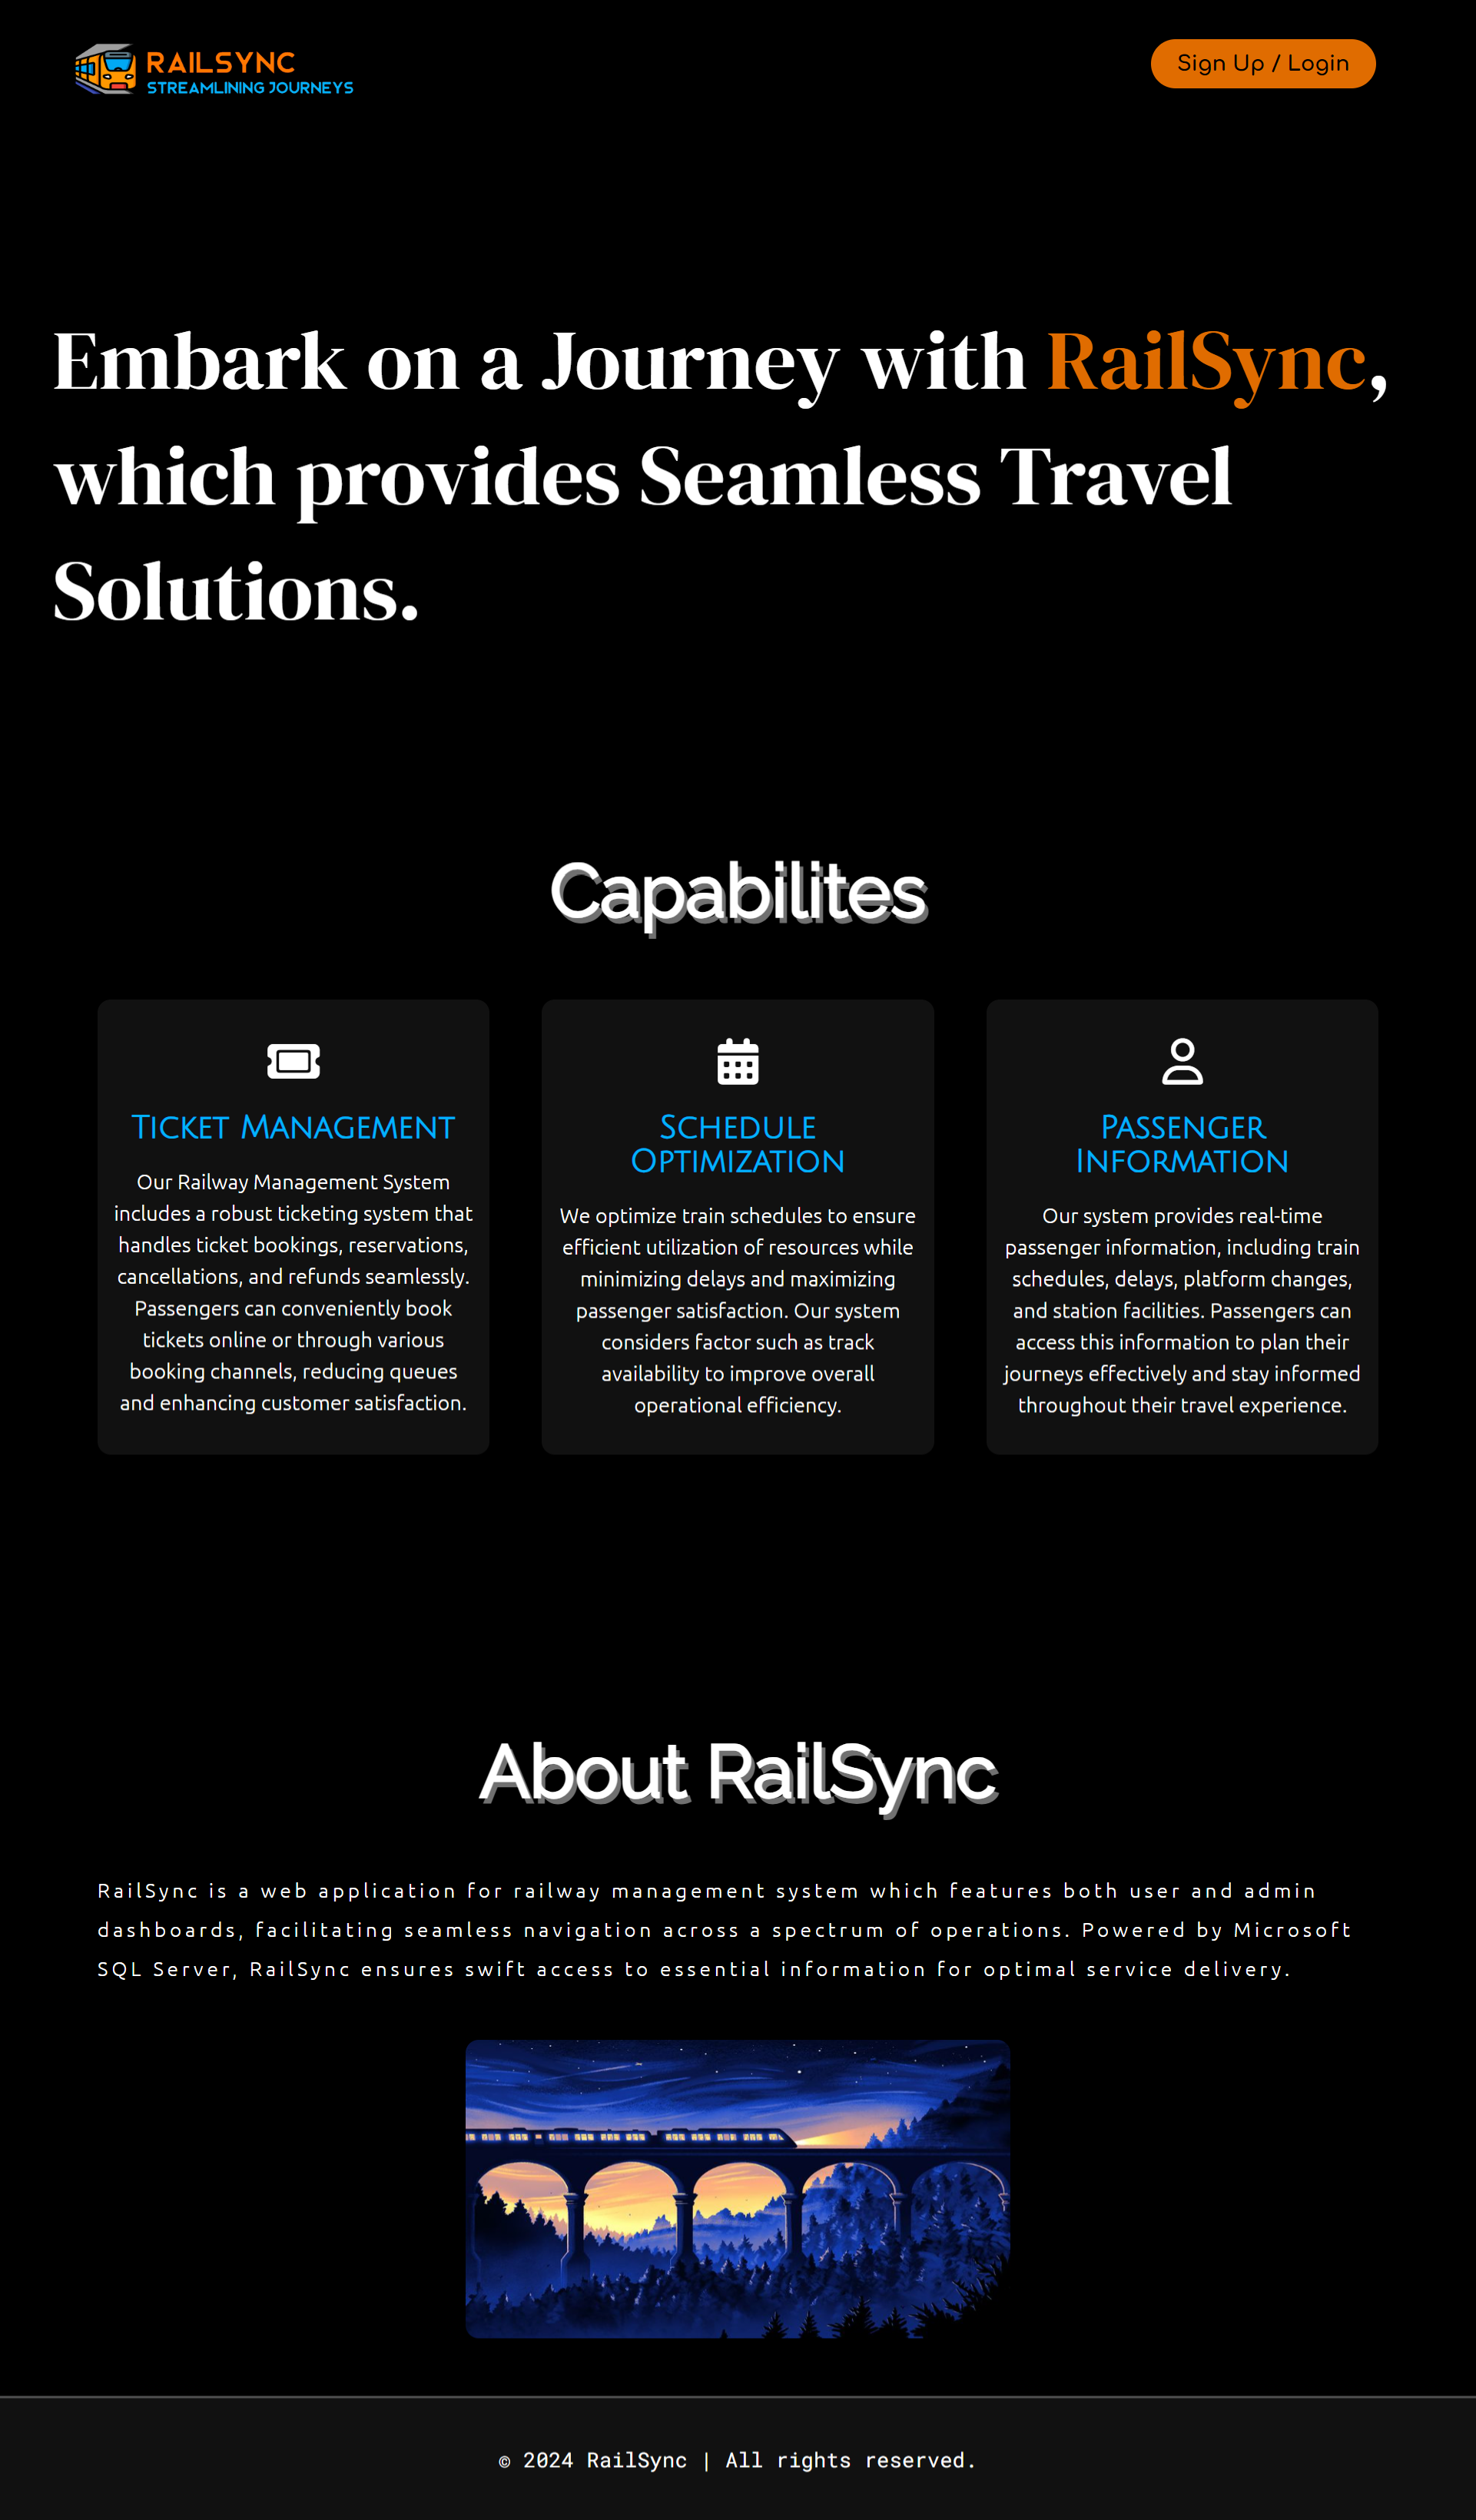 RAILSYNC
STREAMLINING JOURNEYS
Sign Up / Login
Embark on a Journey with RailSync,
which provides Seamless Travel
Solutions.
Capabilites
Ticket Management
Our Railway Management System
includes a robust ticketing system that
handles ticket bookings, reservations,
cancellations, and refunds seamlessly.
Passengers can conveniently book
tickets online or through various
booking channels, reducing queues
and enhancing customer satisfaction.
Schedule
Optimization
We optimize train schedules to ensure
efficient utilization of resources while
minimizing delays and maximizing
passenger satisfaction. Our system
considers factor such as track
availability to improve overall
operational efficiency.
Passenger
Information
Our system provides real-time
passenger information, including train
schedules, delays, platform changes,
and station facilities. Passengers can
access this information to plan their
journeys effectively and stay informed
throughout their travel experience.
About RailSync
RailSync is a web application for railway management system which features both user and admin
dashboards, facilitating seamless navigation across a spectrum of operations. Powered by Microsoft
SQL Server, RailSync ensures swift access to essential information for optimal service delivery.
© 2024 RailSync | All rights reserved.